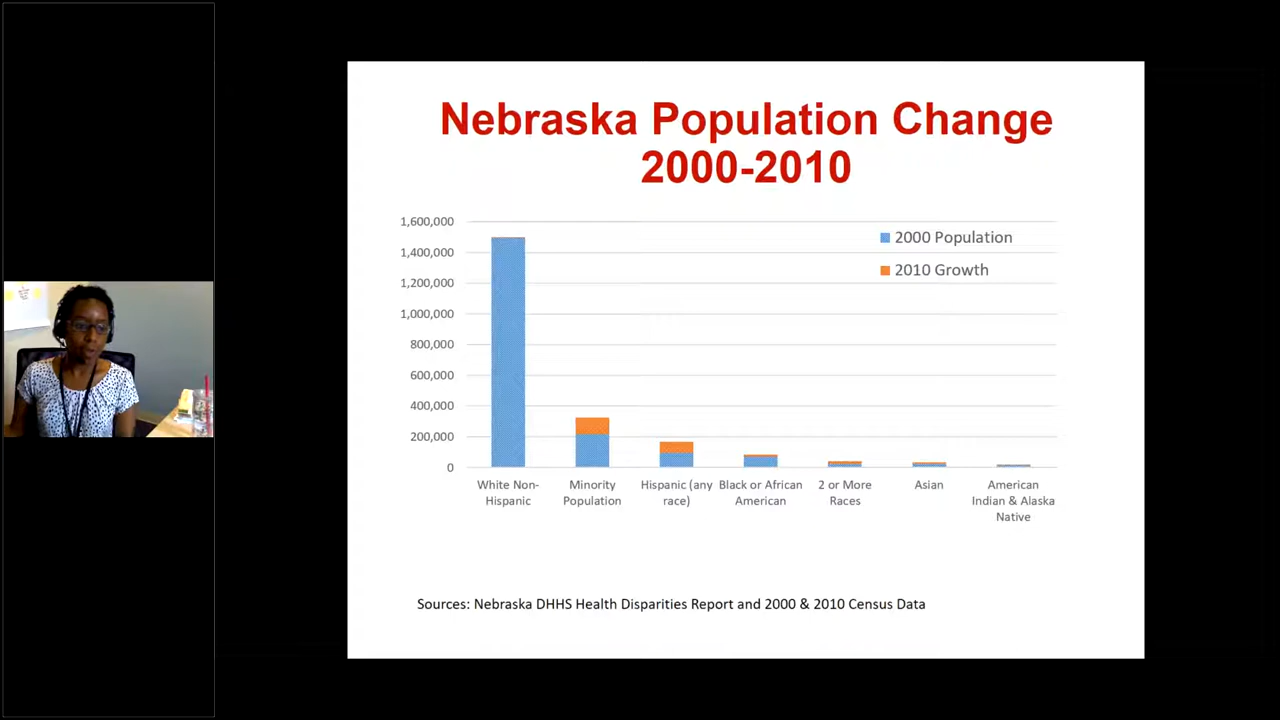 Nebraska Population Change
2000-2010
1,600,000
1,400,000
1,200,000
1,000,000
800,000
600,000
400,000
200,000
0
2000 Population
2010 Growth
White Non-
Hispanic
Minority
Population
Hispanic (any
race)
Black or African
American
2 or More
Races
Asian
American
Indian & Alaska
Native
Sources: Nebraska DHHS Health Disparities Report and 2000 & 2010 Census Data